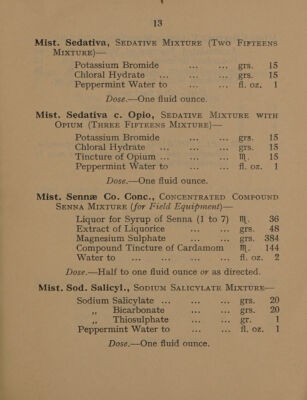 13
Mist. Sedativa, Sedative Mixture (Two Fifteens
Mixture)—
Potassium Bromide ... ... grs. 15
Chloral Hydrate ... ... ... grs. 15
Peppermint Water to ... ... fl. oz. 1
Dose.—One fluid ounce.
Mist. Sedativa c. Opio, Sedative Mixture with
Opium (Three Fifteens Mixture)—
Potassium Bromide ... ... grs. 15
Chloral Hydrate ... ... ... grs. 15
Tincture of Opium ... ... ... ♏. 15
Peppermint Water to ... ... fl. oz. 1
Dose.—One fluid ounce.
Mist. Sennæ Co. Conc., Concentrated Compound
Senna Mixture (for Field Equipment)—
Liquor for Syrup of Senna (1 to 7) ♏. 36
Extract of Liquorice ... grs. 48
Magnesium Sulphate ... ... grs. 384
Compound Tincture of Cardamom ♏. 144
Water to ... ... ... ... fl. oz. 2
Dose.—Half to one fluid ounce or as directed.
Mist. Sod. Salicyl., Sodium Salicylate Mixture—
Sodium Salicylate ... ... ... grs. 20
„ Bicarbonate ... ... grs. 20
„ Thiosulphate ... gr. 1
Peppermint Water to ... ... fl. oz. 1
Dose.—One fluid ounce.